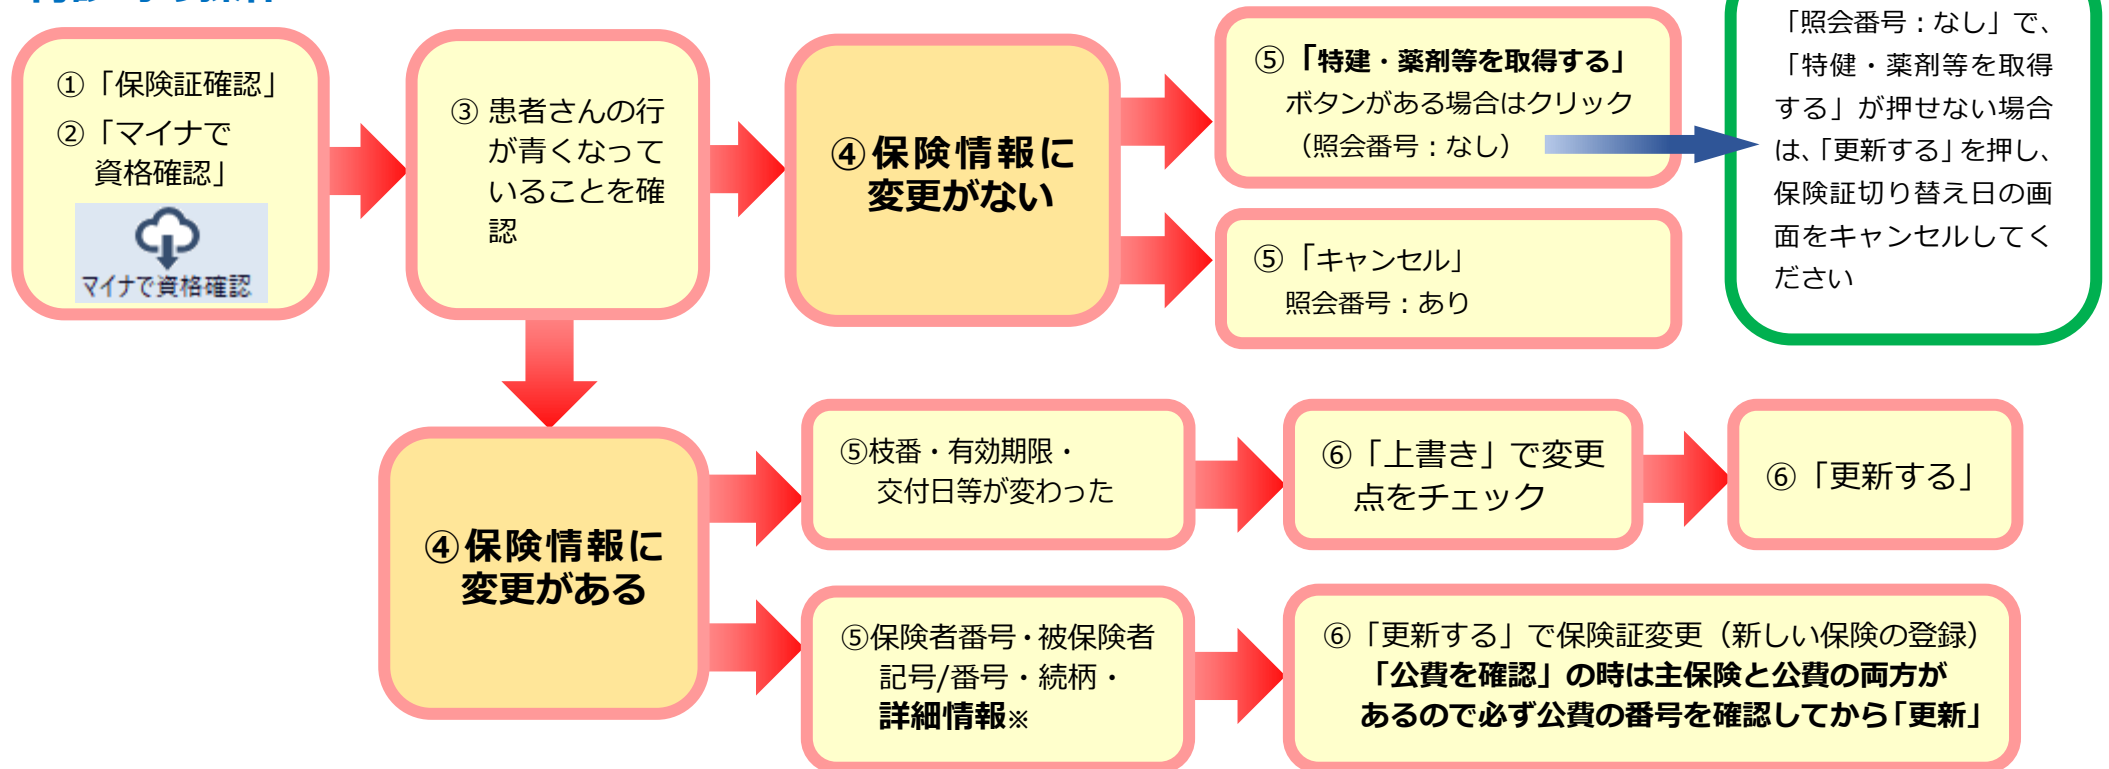 ①「保険証確認」
②「マイナで
資格確認」
マイナで資格確認
③ 患者さんの行
が青くなって
いることを確
認
④保険情報に
変更がない
⑤「特建・薬剤等を取得する」
ボタンがある場合はクリック
（照会番号：なし）
「照会番号：なし」で、
「特健・薬剤等を取得
する」が押せない場合
は、「更新する」を押し、
保険証切り替え日の画
面をキャンセルしてく
ださい
⑤「キャンセル」
照会番号：あり
④保険情報に
変更がある
⑤枝番・有効期限・
交付日等が変わった
⑥「上書き」で変更
点をチェック
⑥「更新する」
⑤保険者番号・被保険者
記号/番号・続柄・
詳細情報※
⑥「更新する」で保険証変更（新しい保険の登録）
「公費を確認」の時は主保険と公費の両方が
あるので必ず公費の番号を確認してから「更新」